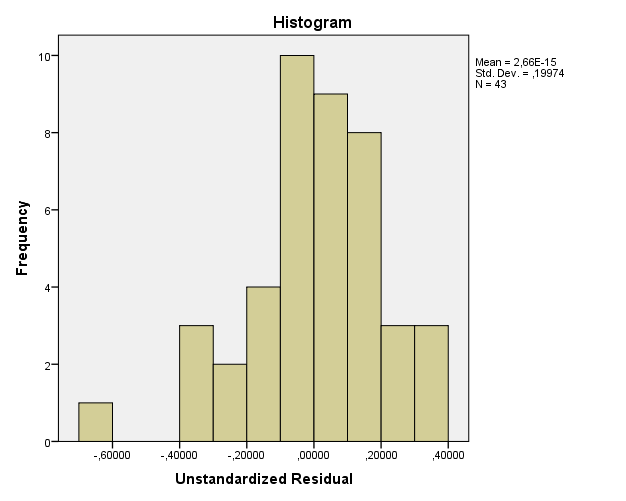 Histogram
Mean = 2,66E-15
Std. Dev. = ,19974
N = 43
Frequency
10
8
6
4
2
0
-,60000 -,40000 -,20000 ,00000 ,20000 ,40000
Unstandardized Residual